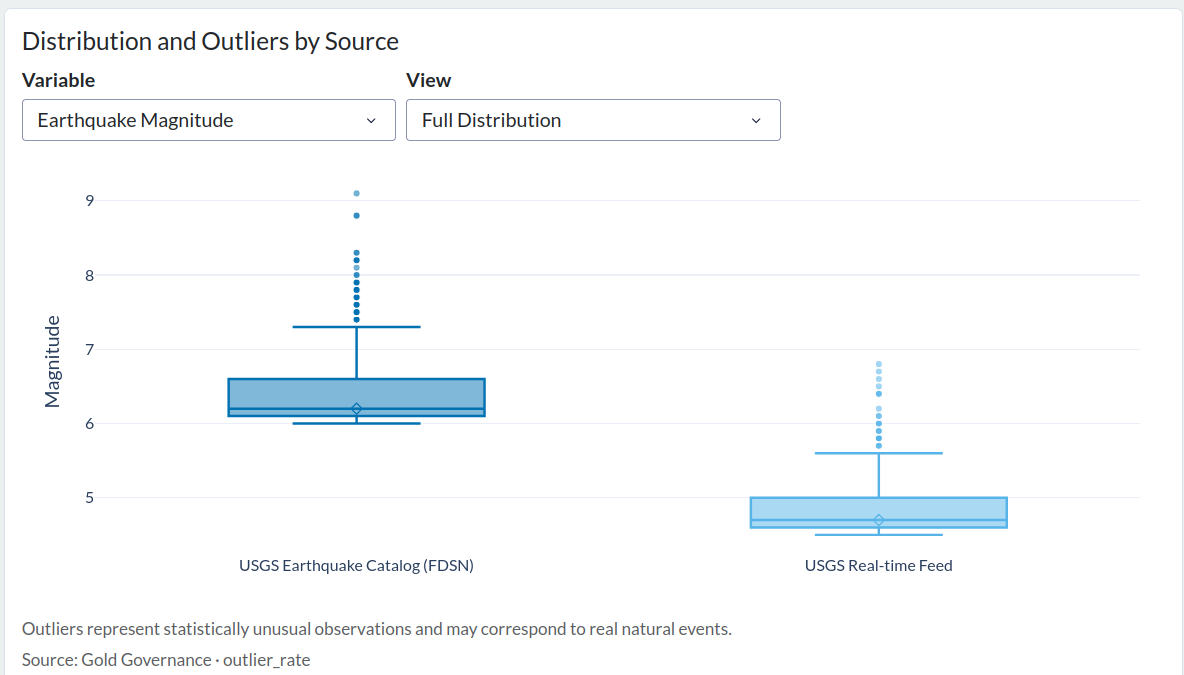 Distribution and Outliers by Source
Variable View
Earthquake Magnitude Full Distribution
9
8
7
6
5
Magnitude
USGS Earthquake Catalog (FDSN) USGS Real-time Feed
Outliers represent statistically unusual observations and may correspond to real natural events.
Source: Gold Governance · outlier_rate